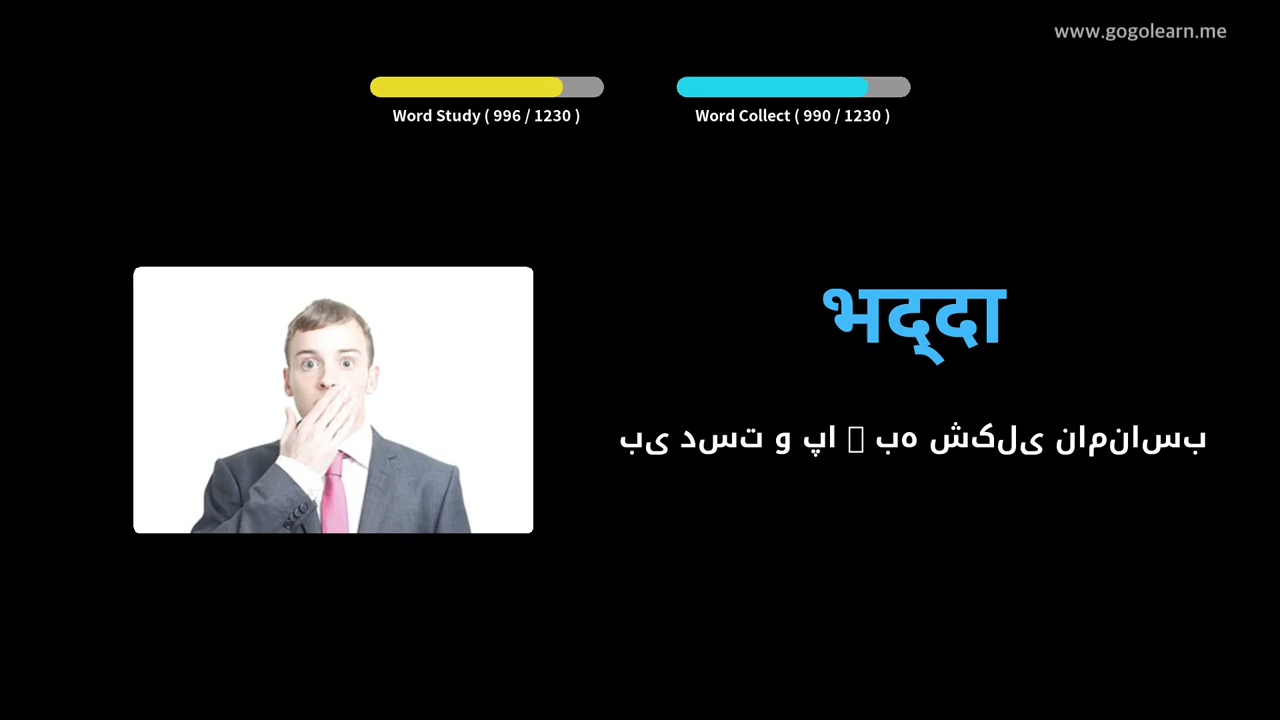 www.gogolearn.me
Word Study ( 996 / 1230 )
Word Collect ( 990 / 1230 )
भद्दा
بی دست و پا به شکلی نامناسب